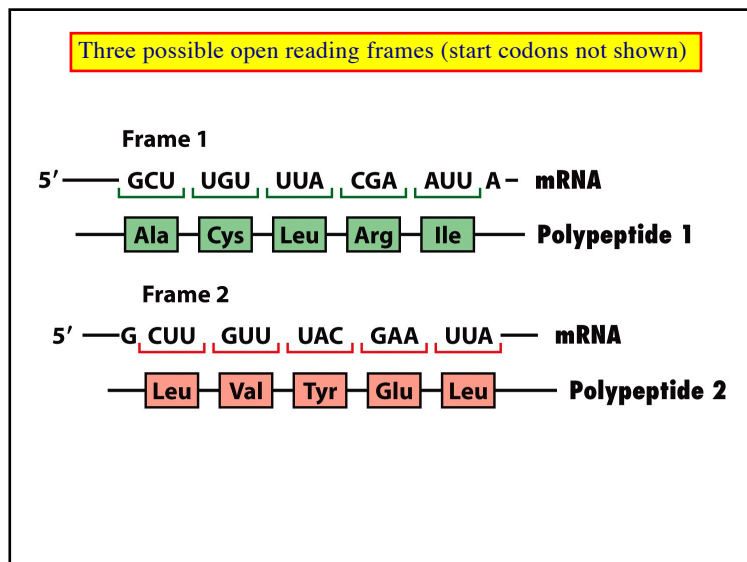 Three possible open reading frames (start codons not shown)
Frame 1
5′ GCU UGU UUA CGA AUU A mRNA
Ala Cys Leu Arg Ile Polypeptide 1
Frame 2
5′ G CUU GUU UAC GAA UUA mRNA
Leu Val Tyr Glu Leu Polypeptide 2